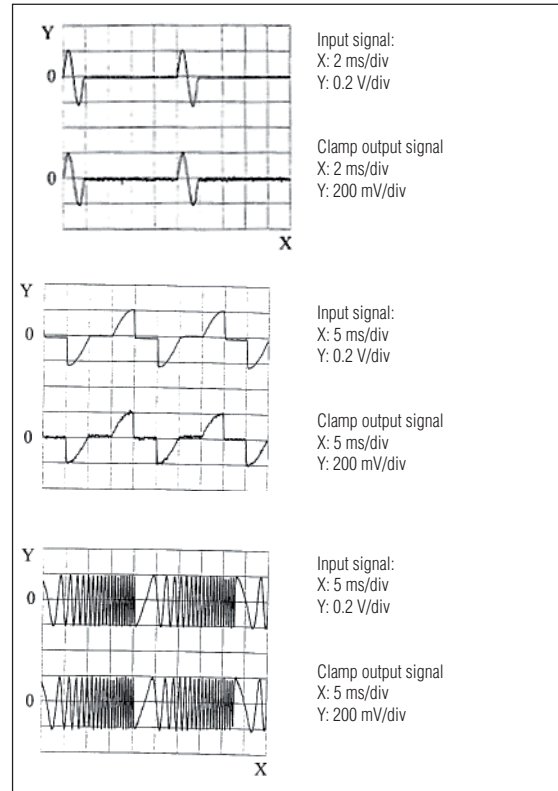 Y
0
Input signal:
X: 2 ms/div
Y: 0.2 V/div
0
Clamp output signal
X: 2 ms/div
Y: 200 mV/div
X
Y
0
Input signal:
X: 5 ms/div
Y: 0.2 V/div
0
Clamp output signal
X: 5 ms/div
Y: 200 mV/div
Y
0
Input signal:
X: 5 ms/div
Y: 0.2 V/div
0
Clamp output signal
X: 5 ms/div
Y: 200 mV/div
X